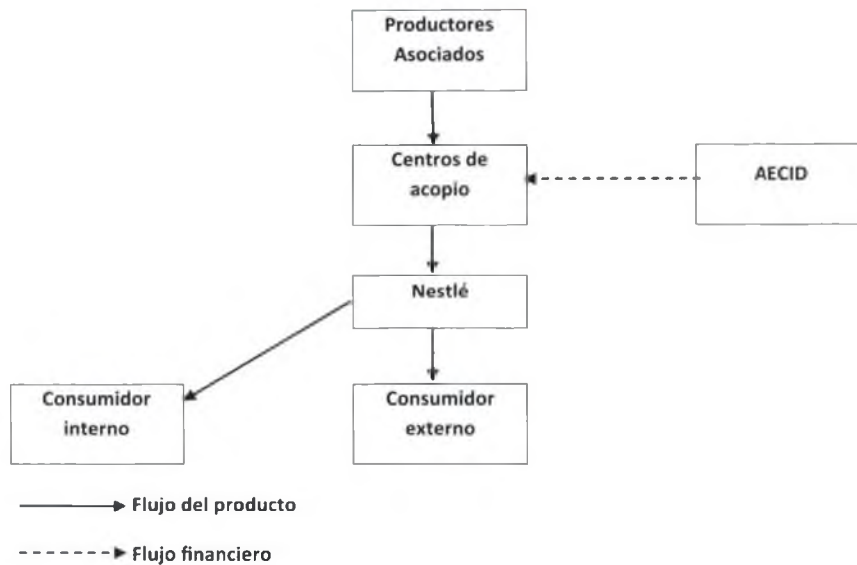 Productores
Asociados
Centros de
acopio
AECID
Nestlé
Consumidor
interno
Consumidor
externo
Flujo del producto
Flujo financiero